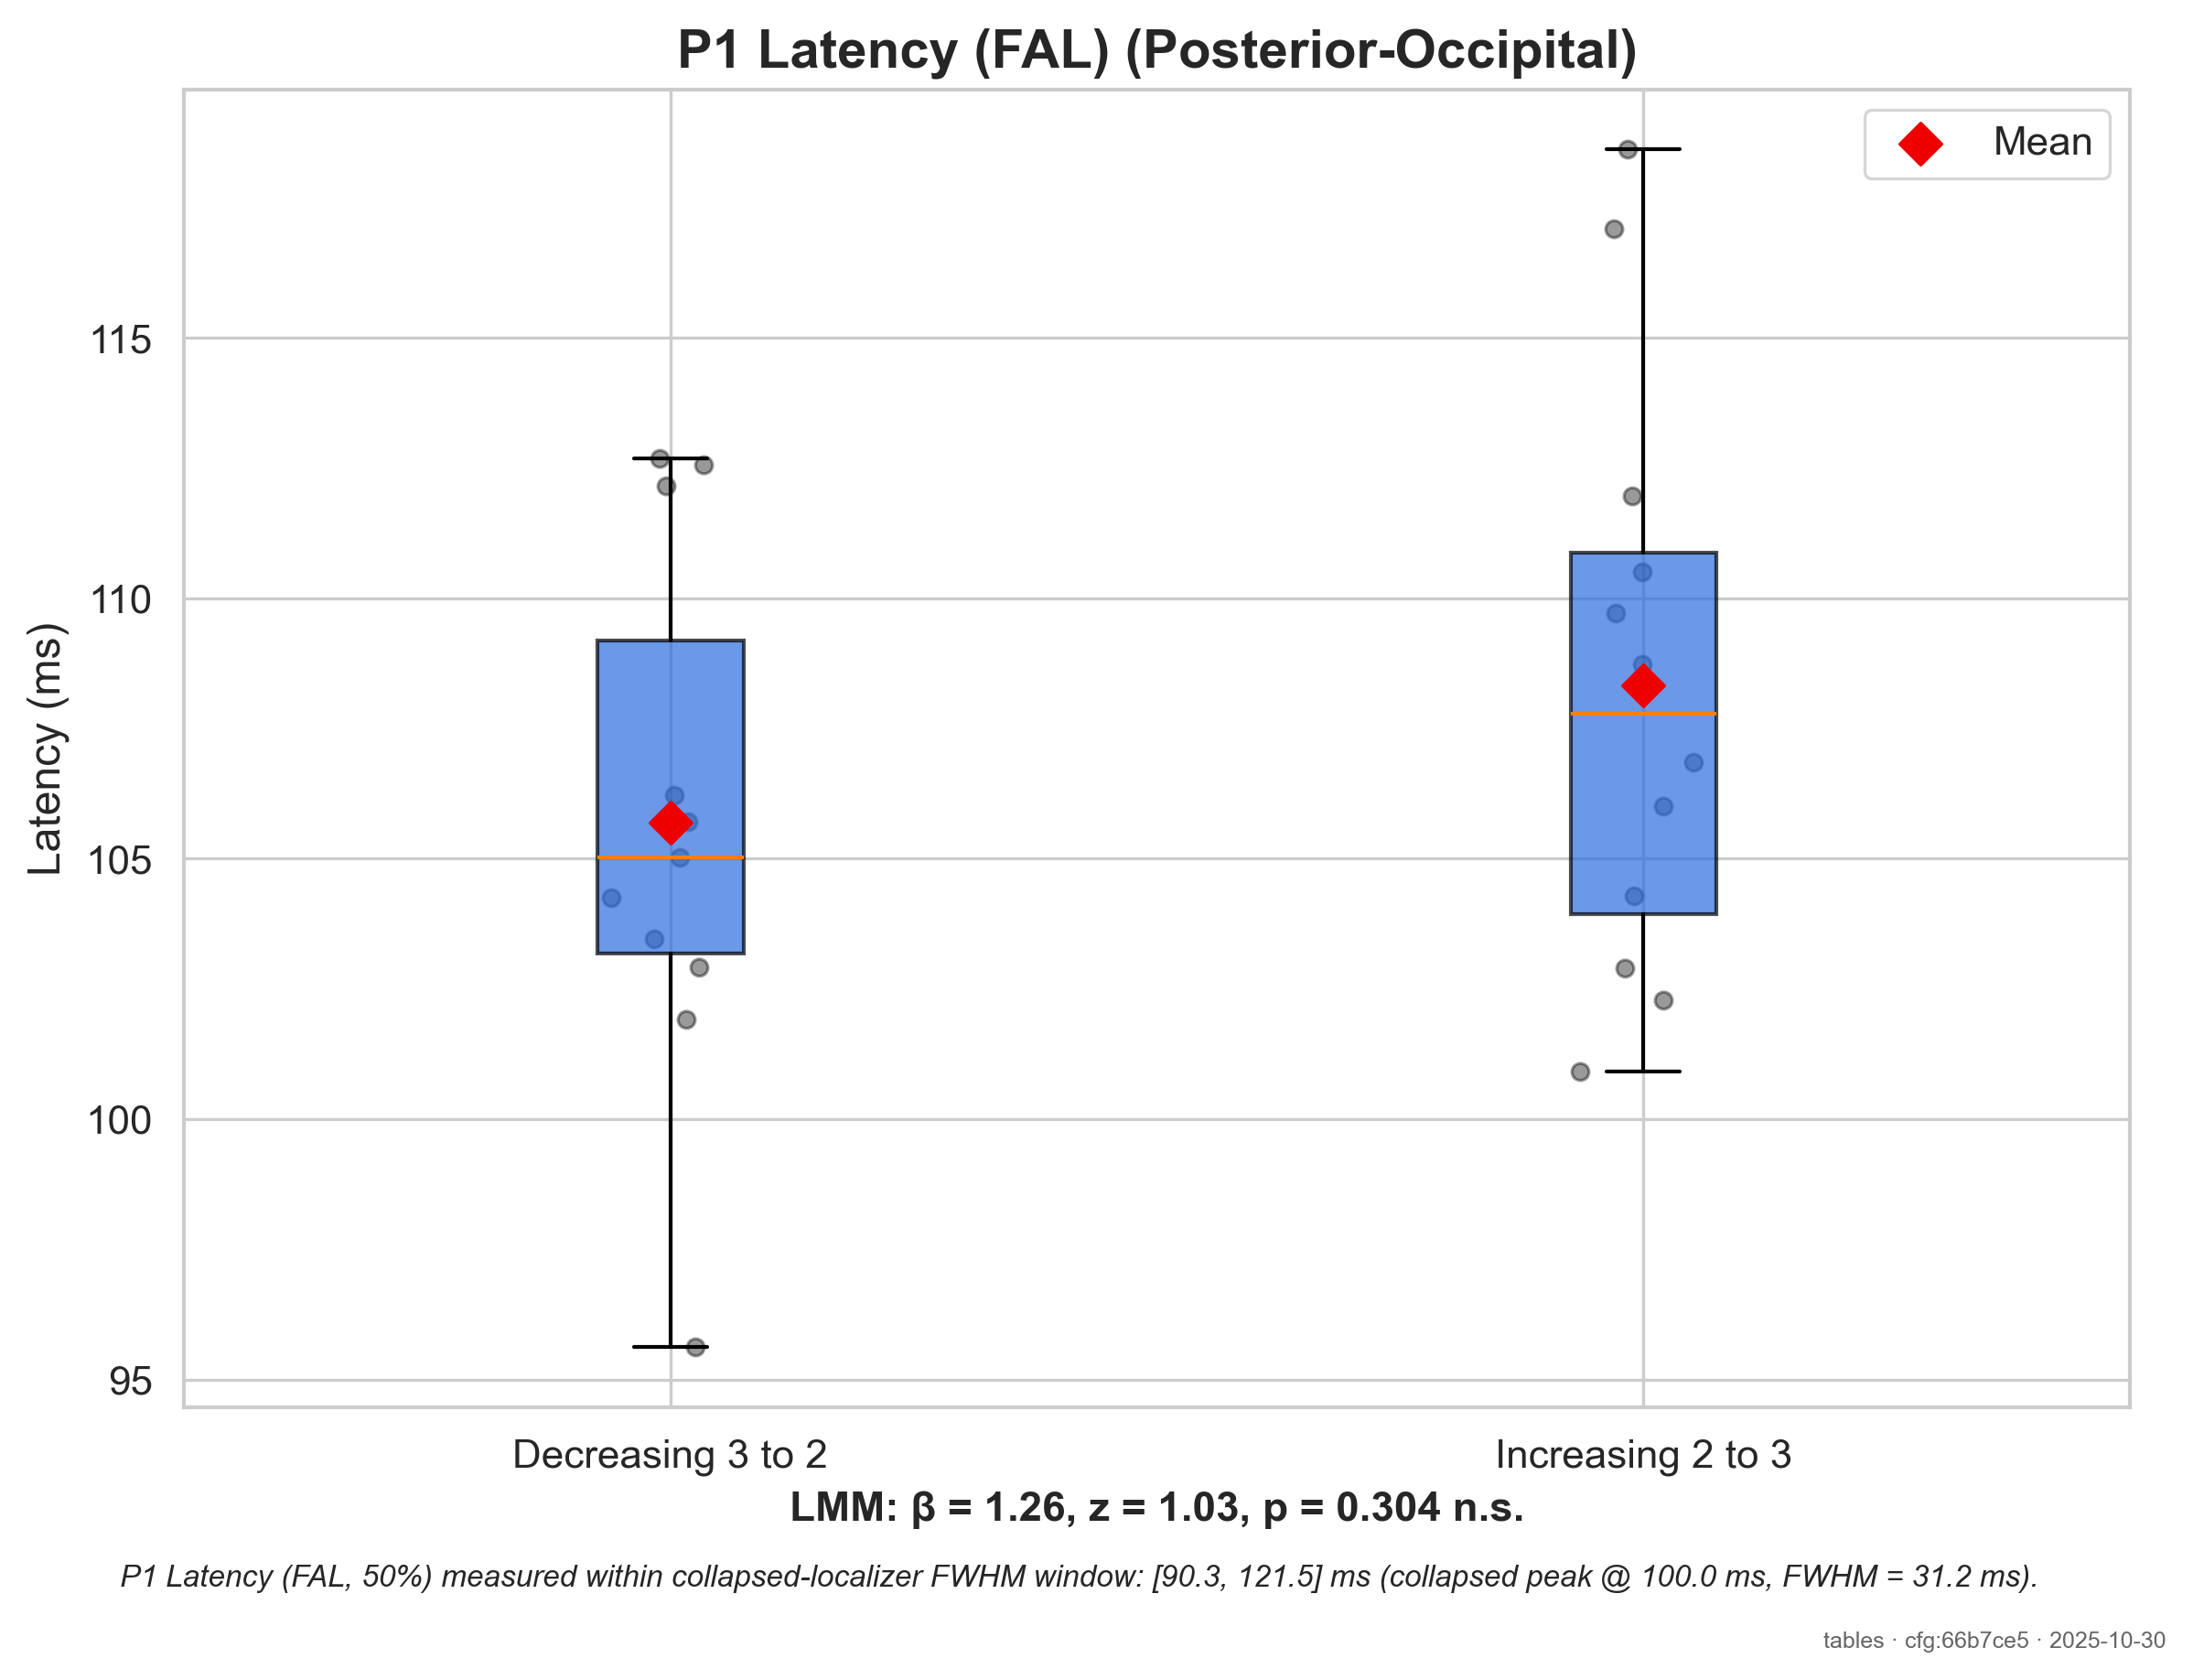 P1 Latency (FAL) (Posterior-Occipital)
Mean
Latency (ms)
115
110
105
100
95
Decreasing 3 to 2
Increasing 2 to 3
LMM: β = 1.26, z = 1.03, p = 0.304 n.s.
P1 Latency (FAL, 50%) measured within collapsed-localizer FWHM window: [90.3, 121.5] ms (collapsed peak @ 100.0 ms, FWHM = 31.2 ms).
tables · cfg:66b7ce5 · 2025-10-30